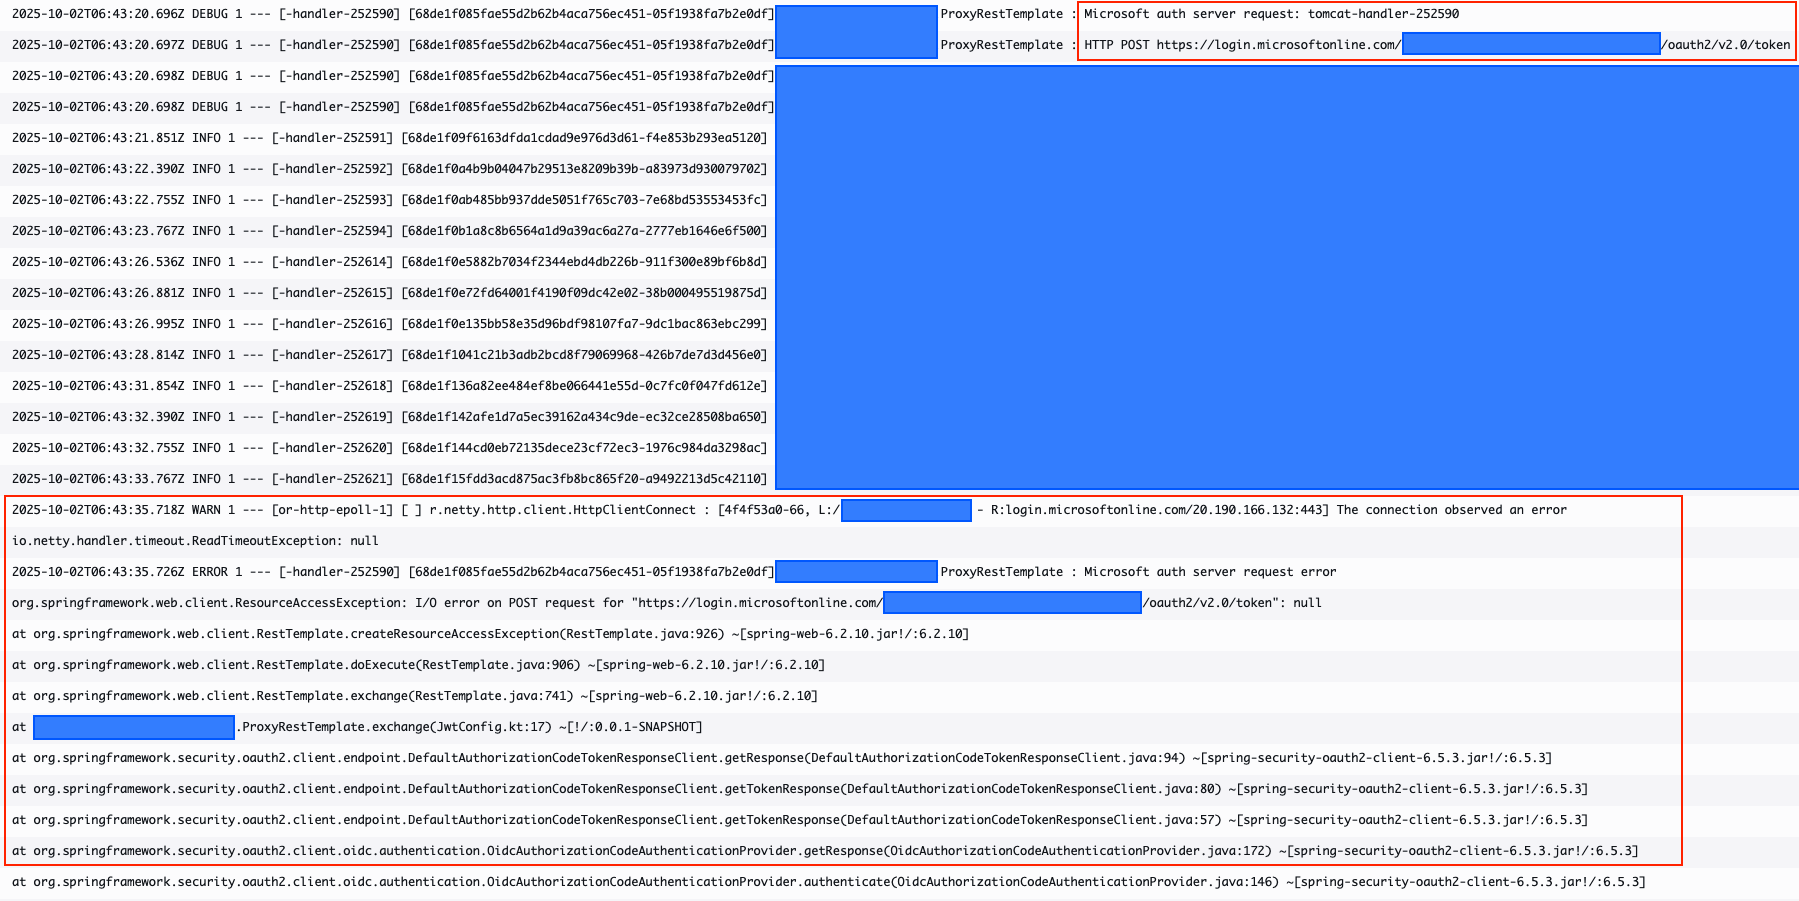 2025-10-02T06:43:20.696Z DEBUG 1 --- [-handler-252590] [68de1f085fae55d2b62b4aca756ec451-05f1938fa7b2e0df] ProxyRestTemplate : Microsoft auth server request: tomcat-handler-252590
2025-10-02T06:43:20.697Z DEBUG 1 --- [-handler-252590] [68de1f085fae55d2b62b4aca756ec451-05f1938fa7b2e0df] ProxyRestTemplate : HTTP POST https://login.microsoftonline.com/ /oauth2/v2.0/token
2025-10-02T06:43:20.698Z DEBUG 1 --- [-handler-252590] [68de1f085fae55d2b62b4aca756ec451-05f1938fa7b2e0df]
2025-10-02T06:43:20.698Z DEBUG 1 --- [-handler-252590] [68de1f085fae55d2b62b4aca756ec451-05f1938fa7b2e0df]
2025-10-02T06:43:21.851Z INFO 1 --- [-handler-252591] [68de1f09f6163dfda1cdad9e976d3d61-f4e853b293ea5120]
2025-10-02T06:43:22.390Z INFO 1 --- [-handler-252592] [68de1f0a4b9b04047b29513e8209b39b-a83973d930079702]
2025-10-02T06:43:22.755Z INFO 1 --- [-handler-252593] [68de1f0ab485bb937dde5051f765c703-7e68bd53553453fc]
2025-10-02T06:43:23.767Z INFO 1 --- [-handler-252594] [68de1f0b1a8c8b6564a1d9a39ac6a27a-2777eb1646e6f500]
2025-10-02T06:43:26.536Z INFO 1 --- [-handler-252614] [68de1f0e5882b7034f2344ebd4db226b-911f300e89bf6b8d]
2025-10-02T06:43:26.881Z INFO 1 --- [-handler-252615] [68de1f0e72fd64001f4190f09dc42e02-38b000495519875d]
2025-10-02T06:43:26.995Z INFO 1 --- [-handler-252616] [68de1f0e135bb58e35d96bdf98107fa7-9dc1bac863ebc299]
2025-10-02T06:43:28.814Z INFO 1 --- [-handler-252617] [68de1f1041c21b3adb2bcd8f79069968-426b7de7d3d456e0]
2025-10-02T06:43:31.854Z INFO 1 --- [-handler-252618] [68de1f136a82ee484ef8be066441e55d-0c7fc0f047fd612e]
2025-10-02T06:43:32.390Z INFO 1 --- [-handler-252619] [68de1f142afe1d7a5ec39162a434c9de-ec32ce28508ba650]
2025-10-02T06:43:32.755Z INFO 1 --- [-handler-252620] [68de1f144cd0eb72135dece23cf72ec3-1976c984da3298ac]
2025-10-02T06:43:33.767Z INFO 1 --- [-handler-252621] [68de1f15fdd3acd875ac3fb8bc865f20-a9492213d5c42110]
2025-10-02T06:43:35.718Z WARN 1 --- [or-http-epoll-1] [ ] r.netty.http.client.HttpClientConnect : [4f4f53a0-66, L:/ - R:login.microsoftonline.com/20.190.166.132:443] The connection observed an error
io.netty.handler.timeout.ReadTimeoutException: null
2025-10-02T06:43:35.726Z ERROR 1 --- [-handler-252590] [68de1f085fae55d2b62b4aca756ec451-05f1938fa7b2e0df] ProxyRestTemplate : Microsoft auth server request error
org.springframework.web.client.ResourceAccessException: I/O error on POST request for "https://login.microsoftonline.com/ /oauth2/v2.0/token": null
at org.springframework.web.client.RestTemplate.createResourceAccessException(RestTemplate.java:926) ~[spring-web-6.2.10.jar!/:6.2.10]
at org.springframework.web.client.RestTemplate.doExecute(RestTemplate.java:906) ~[spring-web-6.2.10.jar!/:6.2.10]
at org.springframework.web.client.RestTemplate.exchange(RestTemplate.java:741) ~[spring-web-6.2.10.jar!/:6.2.10]
at .ProxyRestTemplate.exchange(JwtConfig.kt:17) ~[!/:0.0.1-SNAPSHOT]
at org.springframework.security.oauth2.client.endpoint.DefaultAuthorizationCodeTokenResponseClient.getResponse(DefaultAuthorizationCodeTokenResponseClient.java:94) ~[spring-security-oauth2-client-6.5.3.jar!/:6.5.3]
at org.springframework.security.oauth2.client.endpoint.DefaultAuthorizationCodeTokenResponseClient.getTokenResponse(DefaultAuthorizationCodeTokenResponseClient.java:80) ~[spring-security-oauth2-client-6.5.3.jar!/:6.5.3]
at org.springframework.security.oauth2.client.endpoint.DefaultAuthorizationCodeTokenResponseClient.getTokenResponse(DefaultAuthorizationCodeTokenResponseClient.java:57) ~[spring-security-oauth2-client-6.5.3.jar!/:6.5.3]
at org.springframework.security.oauth2.client.oidc.authentication.OidcAuthorizationCodeAuthenticationProvider.getResponse(OidcAuthorizationCodeAuthenticationProvider.java:172) ~[spring-security-oauth2-client-6.5.3.jar!/:6.5.3]
at org.springframework.security.oauth2.client.oidc.authentication.OidcAuthorizationCodeAuthenticationProvider.authenticate(OidcAuthorizationCodeAuthenticationProvider.java:146) ~[spring-security-oauth2-client-6.5.3.jar!/:6.5.3]